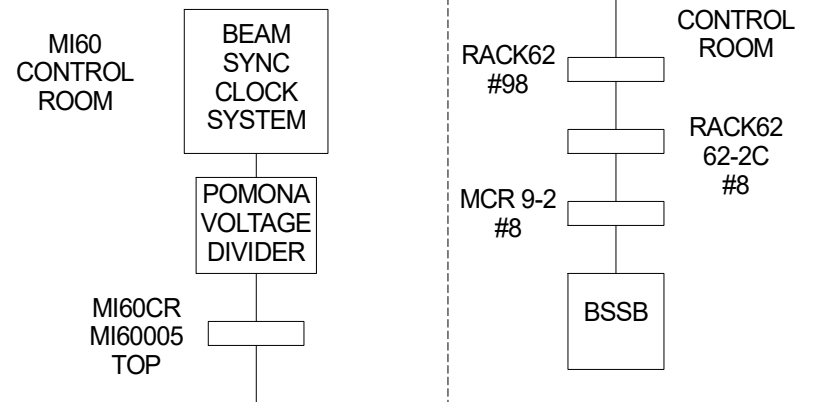 MI60
CONTROL
ROOM
BEAM
SYNC
CLOCK
SYSTEM
POMONA
VOLTAGE
DIVIDER
MI60CR
MI60005
TOP
CONTROL
ROOM
RACK62
#98
RACK62
62-2C
#8
MCR 9-2
#8
BSSB